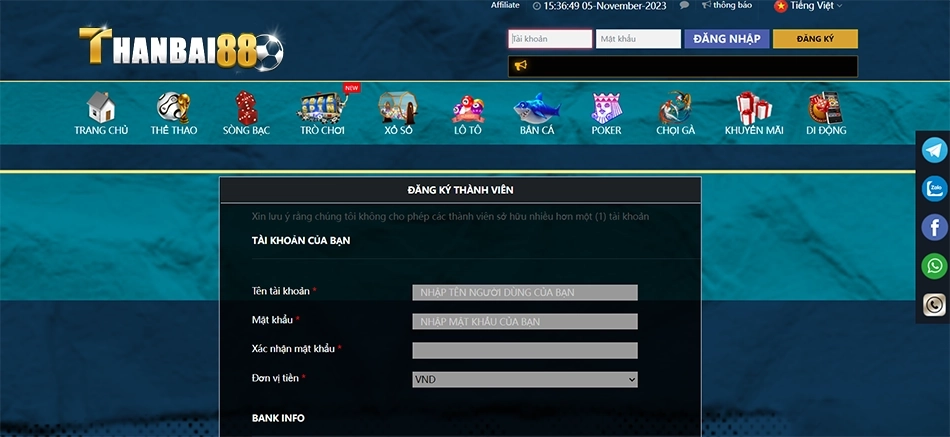 Affiliate 15:36:49 05-November-2023 thông báo Tiếng Việt
THANBAI88
Tài khoản Mật khẩu ĐĂNG NHẬP ĐĂNG KÝ
NEW
TRANG CHỦ THỂ THAO SÒNG BẠC TRÒ CHƠI XỔ SỐ LÔ TÔ BẮN CÁ POKER CHỌI GÀ KHUYẾN MÃI DI ĐỘNG
Zalo
ĐĂNG KÝ THÀNH VIÊN
Xin lưu ý rằng chúng tôi không cho phép các thành viên sở hữu nhiều hơn một (1) tài khoản
TÀI KHOẢN CỦA BẠN
Tên tài khoản * NHẬP TÊN NGƯỜI DÙNG CỦA BẠN
Mật khẩu * NHẬP MẬT KHẨU CỦA BẠN
Xác nhận mật khẩu *
Đơn vị tiền * VND
BANK INFO